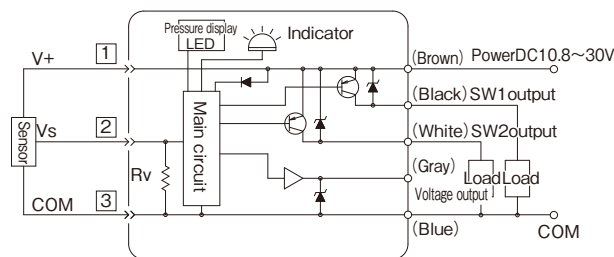 Pressure display
LED
Indicator
V+
1
(Brown) PowerDC10.8～30V
(Black) SW1output
Sensor
Vs
2
Main circuit
(White) SW2output
Rv
(Gray)
Voltage output
Load
Load
COM
3
(Blue)
COM